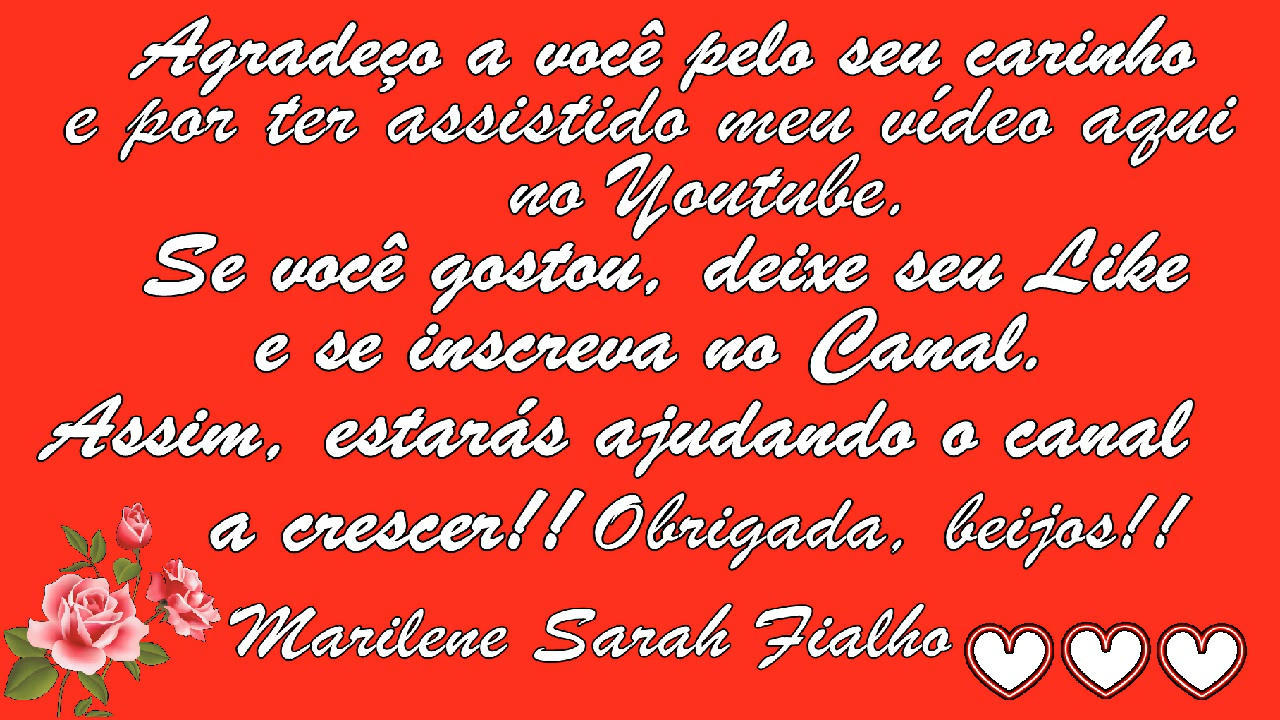 Agradeço a você pelo seu carinho
e por ter assistido meu vídeo aqui
no Youtube.
Se você gostou, deixe seu Like
e se inscreva no Canal.
Assim, estarás ajudando o canal
a crescer!! Obrigada, beijos!!
Marilene Sarah Fialho